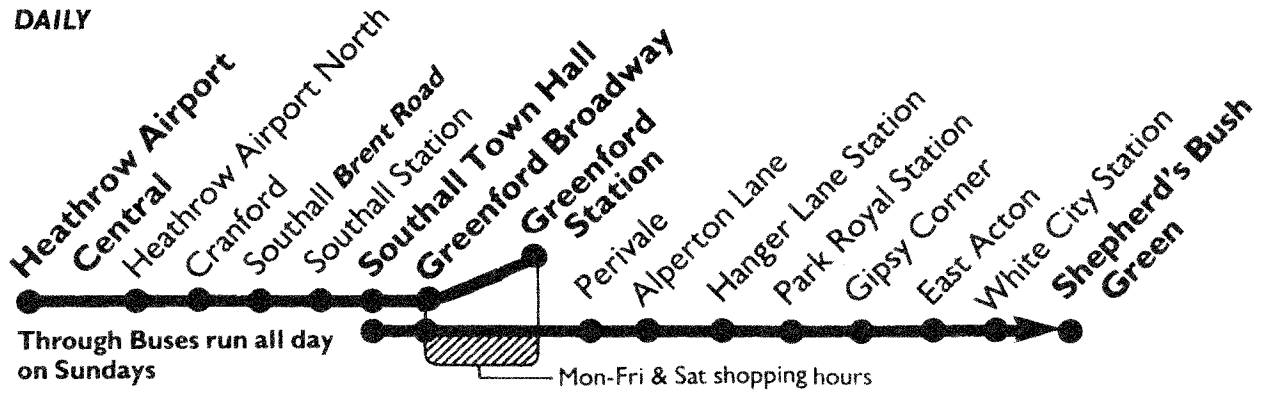 DAILY
Heathrow Airport
Central
Heathrow Airport North
Cranford
Southall Brent Road
Southall Station
Southall Town Hall
Greenford Broadway
Greenford
Station
Perivale
Alperton Lane
Hanger Lane Station
Park Royal Station
Gipsy Corner
East Acton
White City Station
Shepherd's Bush
Green
Through Buses run all day
on Sundays
Mon-Fri & Sat shopping hours